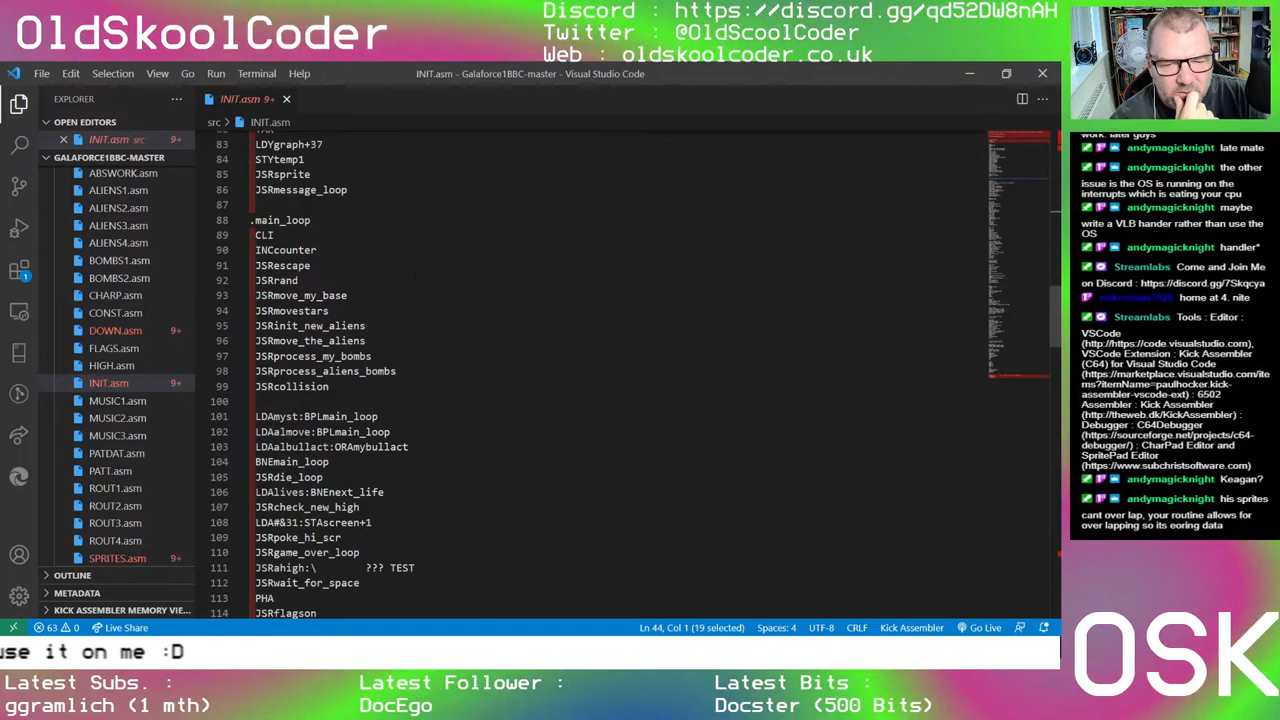 OldSkoolCoder
Discord : https://discord.gg/qd52DW8nAH
Twitter : @OldScoolCoder
Web : oldskoolcoder.co.uk
File Edit Selection View Go Run Terminal Help
INIT.asm - Galaforce1BBC-master - Visual Studio Code
EXPLORER
INIT.asm 9+
OPEN EDITORS
src > INIT.asm
INIT.asm src 9+
GALAFORCE1BBC-MASTER
ABSWORK.asm
ALIENS1.asm
ALIENS2.asm
ALIENS3.asm
ALIENS4.asm
BOMBS1.asm
BOMBS2.asm
CHARP.asm
CONST.asm
DOWN.asm 9+
FLAGS.asm
HIGH.asm
INIT.asm 9+
MUSIC1.asm
MUSIC2.asm
MUSIC3.asm
PATDAT.asm
PATT.asm
ROUT1.asm
ROUT2.asm
ROUT3.asm
ROUT4.asm
SPRITES.asm 9+
OUTLINE
METADATA
KICK ASSEMBLER MEMORY VIE...
83 LDYgraph+37
84 STYtemp1
85 JSRsprite
86 JSRmessage_loop
87
88 .main_loop
89 CLI
90 INCcounter
91 JSRescape
92 JSRrand
93 JSRmove_my_base
94 JSRmovestars
95 JSRinit_new_aliens
96 JSRmove_the_aliens
97 JSRprocess_my_bombs
98 JSRprocess_aliens_bombs
99 JSRcollision
100
101 LDAmyst:BPLmain_loop
102 LDAalmove:BPLmain_loop
103 LDAalbullact:ORAmybullact
104 BNEmain_loop
105 JSRdie_loop
106 LDAlives:BNEnext_life
107 JSRcheck_new_high
108 LDA#&31:STAscreen+1
109 JSRpoke_hi_scr
110 JSRgame_over_loop
111 JSRahigh:\ ??? TEST
112 JSRwait_for_space
113 PHA
114 JSRflagson
63 0 Live Share
Ln 44, Col 1 (19 selected) Spaces: 4 UTF-8 CRLF Kick Assembler Go Live
work. later guys
andymagicknight late mate
andymagicknight the other
issue is the OS is running on the
interrupts which is eating your cpu
andymagicknight maybe
write a VLB hander rather than use the
OS
andymagicknight handler*
Streamlabs Come and Join Me
on Discord : https://discord.gg/7Skqcya
home at 4. nite
Streamlabs Tools : Editor :
VSCode
(http://https://code.visualstudio.com),
VSCode Extension : Kick Assembler
(C64) for Visual Studio Code
(https://marketplace.visualstudio.com/ite
ms?itemName=paulhocker.kick-
assembler-vscode-ext) : 6502
Assembler : Kick Assembler
(http://theweb.dk/KickAssembler) :
Debugger : C64Debugger
(https://sourceforge.net/projects/c64-
debugger/) : CharPad Editor and
SpritePad Editor
(https://www.subchristsoftware.com)
andymagicknight Keagan?
andymagicknight his sprites
cant over lap, your routine allows for
over lapping so its eoring data
use it on me :D
Latest Subs. :
ggramlich (1 mth)
Latest Follower :
DocEgo
Latest Bits :
Docster (500 Bits)
OSK